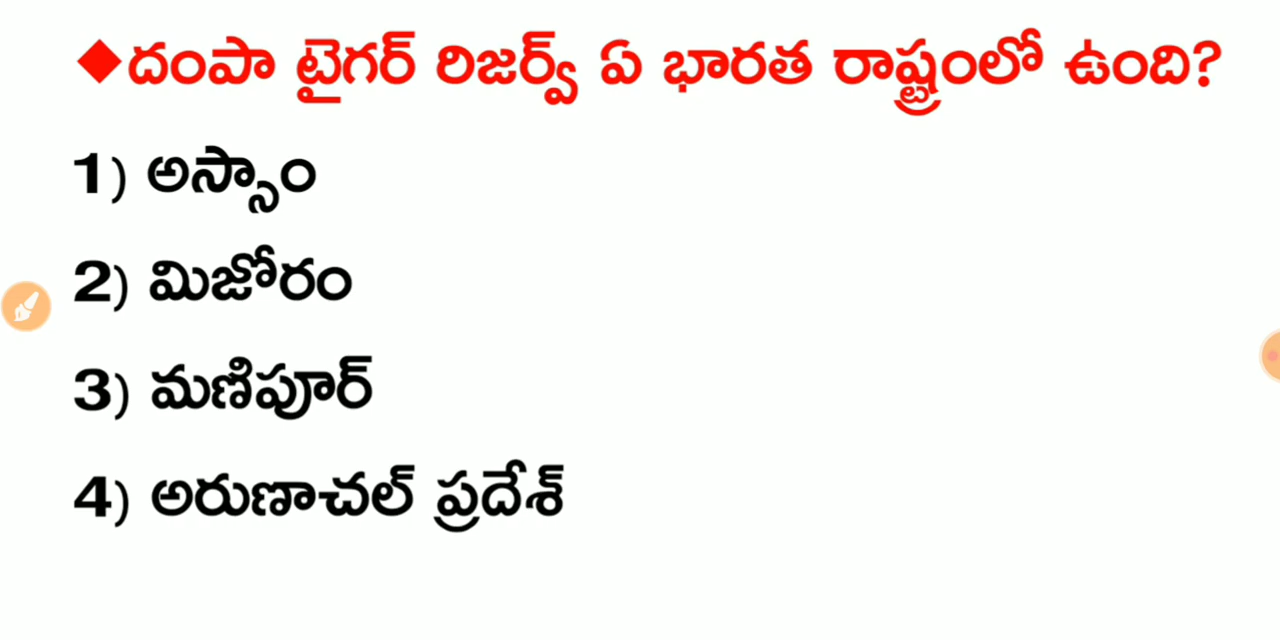 ◆దంపా టైగర్ రిజర్వ్ ఏ భారత రాష్ట్రంలో ఉంది?
1) అస్సాం
2) మిజోరం
3) మణిపూర్
4) అరుణాచల్ ప్రదేశ్